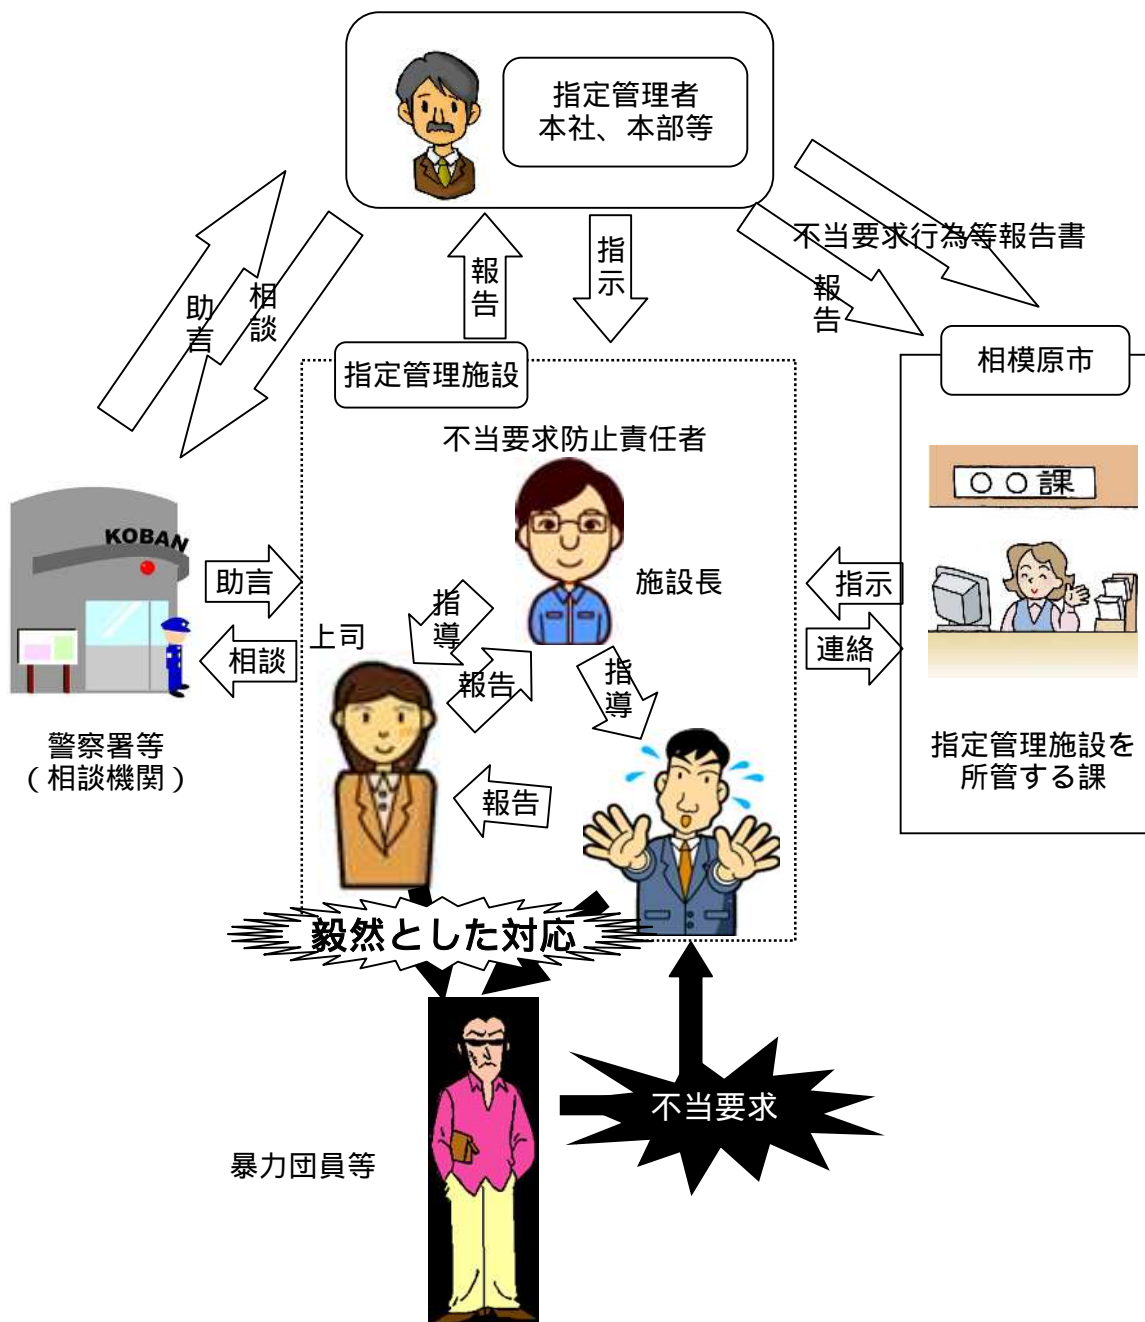 指定管理者
本社、本部等
不当要求行為等報告書
報告
指示
報告
相談
助言
指定管理施設
相模原市
不当要求防止責任者
○○課
KOBAN
助言
指導
施設長
指示
上司
相談
報告
指導
連絡
警察署等
（相談機関）
指定管理施設を
所管する課
報告
毅然とした対応
不当要求
暴力団員等